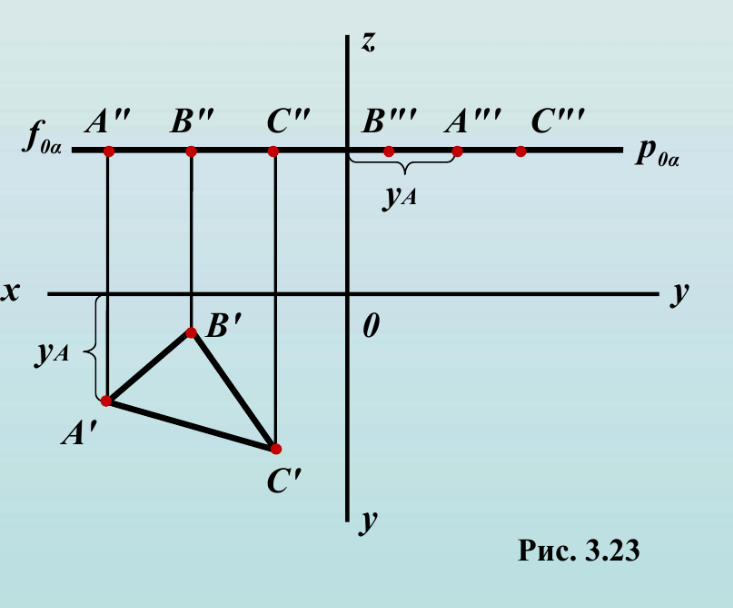 z
A″ B″ C″ B‴ A‴ C‴
f₀α p₀α
yA
x y
0
B′
yA
A′
C′
y
Рис. 3.23